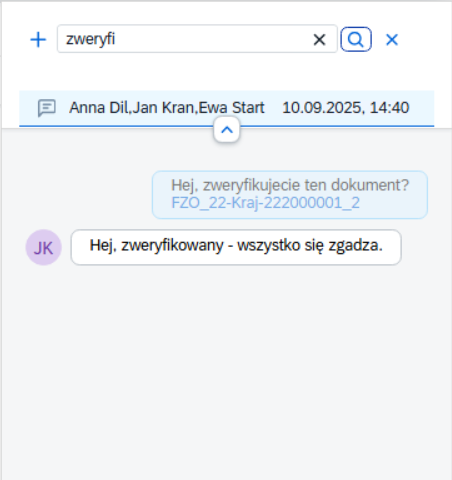 zweryfi
Anna Dil,Jan Kran,Ewa Start 10.09.2025, 14:40
Hej, zweryfikujecie ten dokument?
FZO_22-Kraj-222000001_2
JK
Hej, zweryfikowany - wszystko się zgadza.